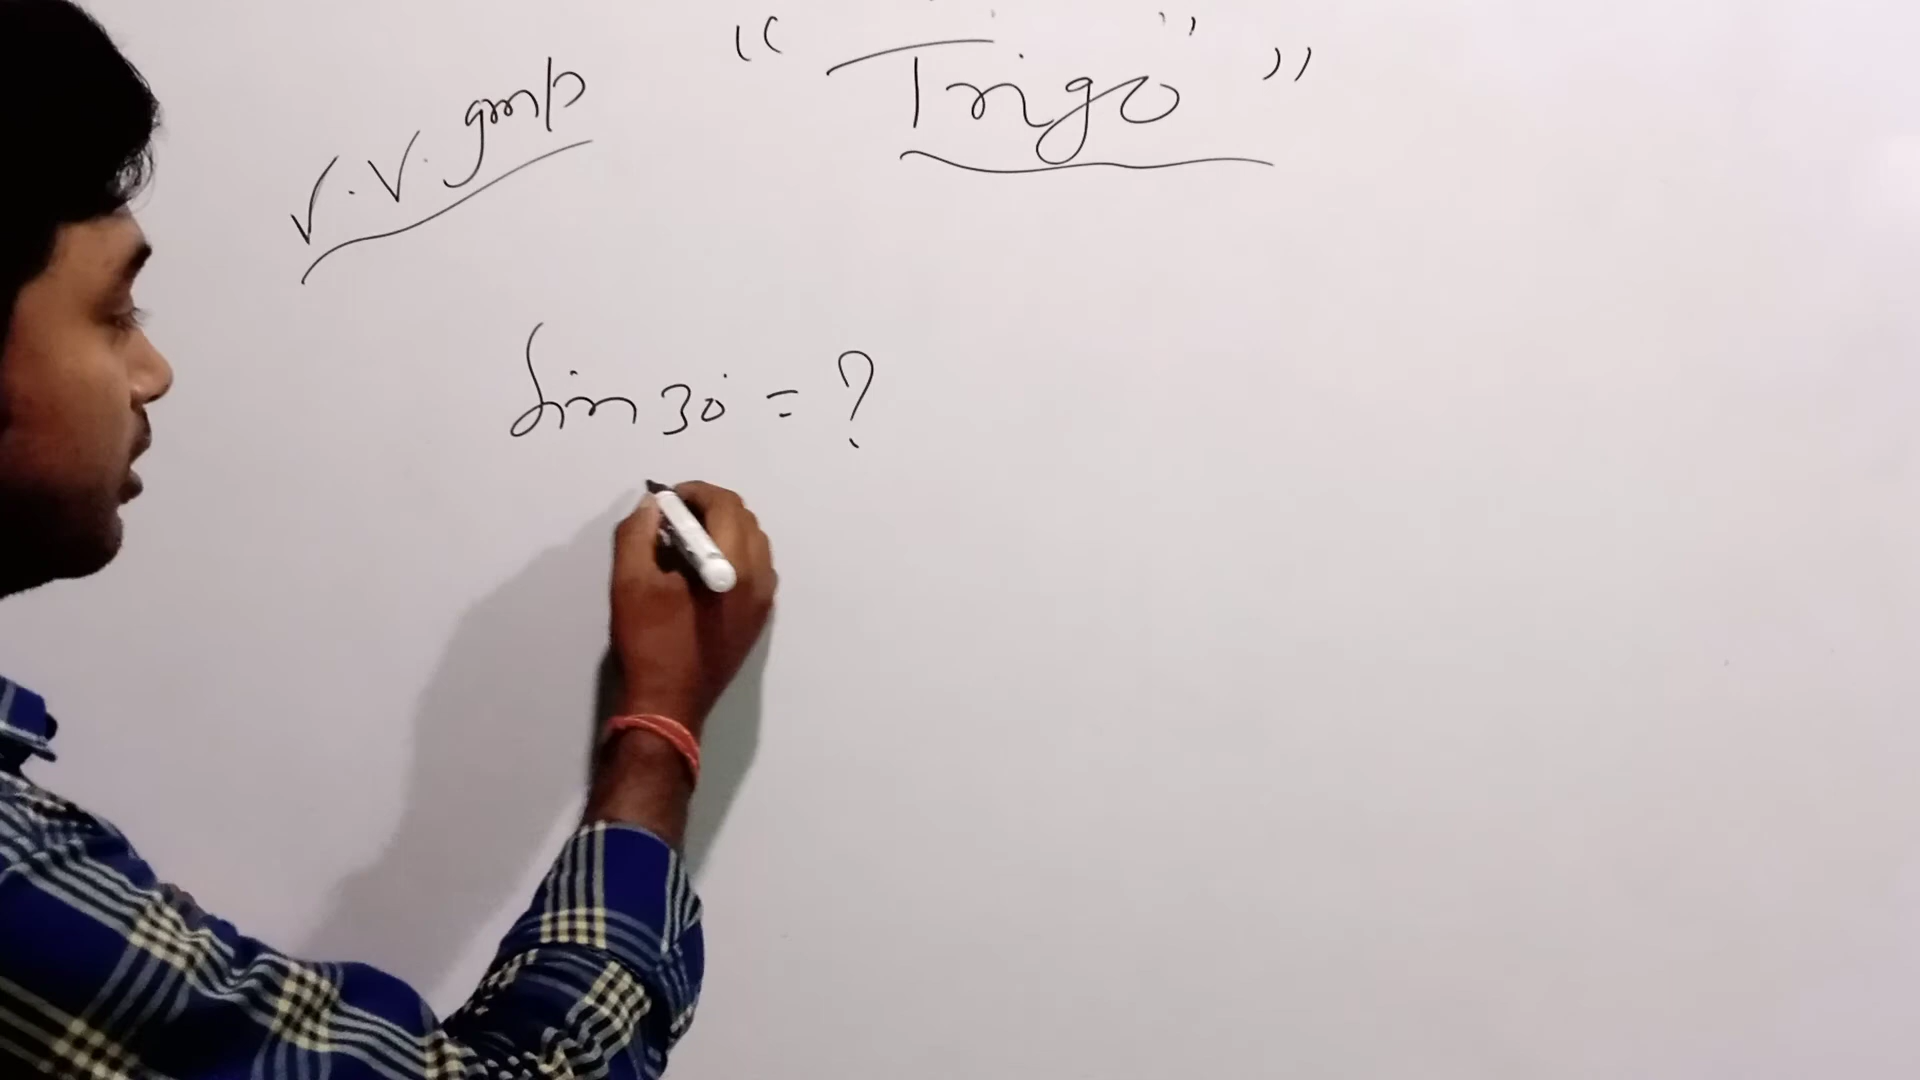 “ Trigo ”
V. V. Imp
Sin 30° = ?